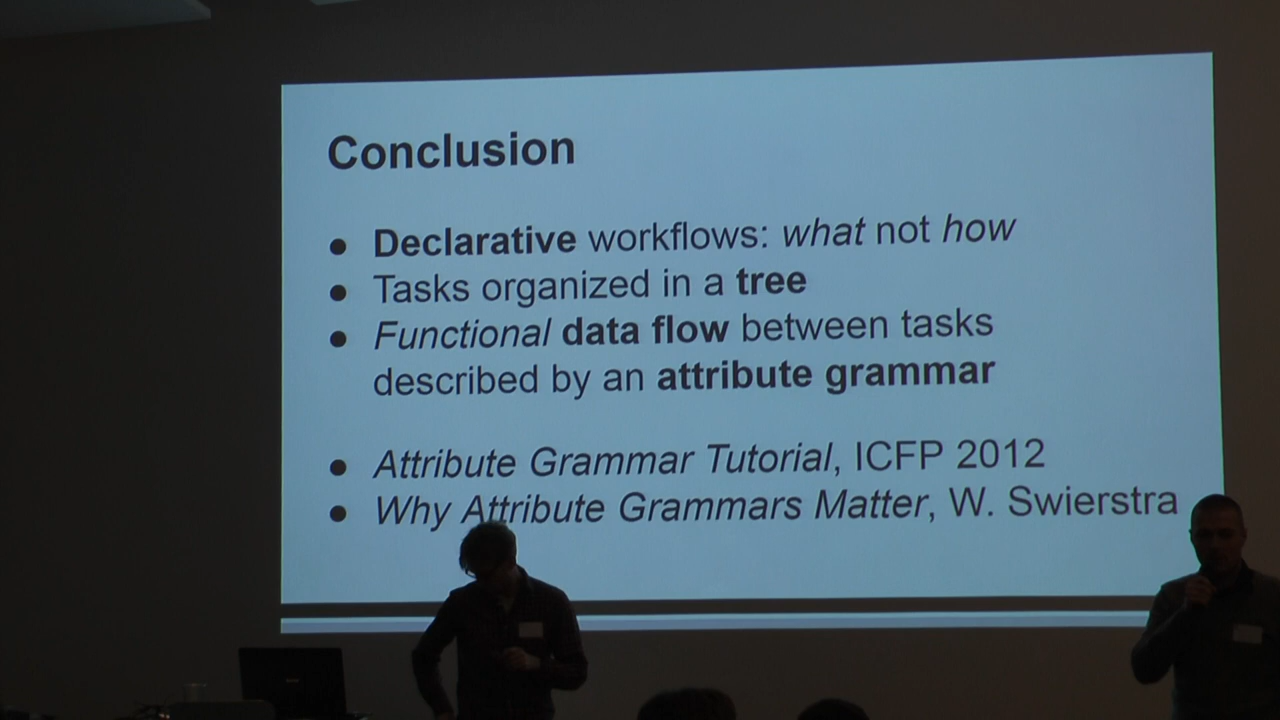 Conclusion
● Declarative workflows: what not how
● Tasks organized in a tree
● Functional data flow between tasks
described by an attribute grammar
● Attribute Grammar Tutorial, ICFP 2012
● Why Attribute Grammars Matter, W. Swierstra